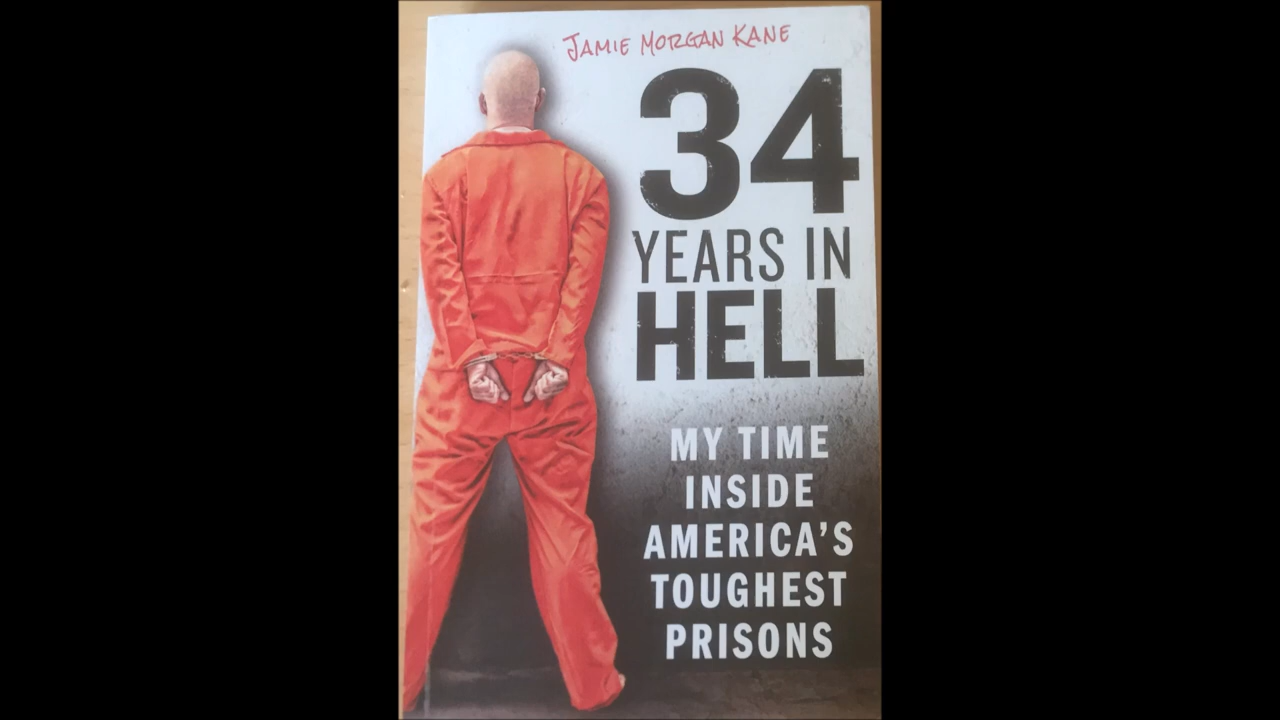 JAMIE MORGAN KANE
34
YEARS IN
HELL
MY TIME
INSIDE
AMERICA'S
TOUGHEST
PRISONS